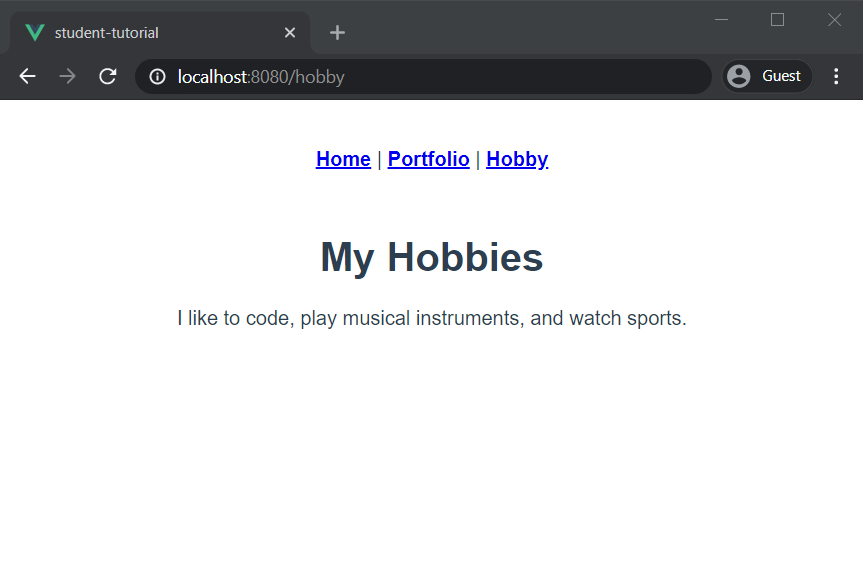 student-tutorial
localhost:8080/hobby
Guest
Home | Portfolio | Hobby
My Hobbies
I like to code, play musical instruments, and watch sports.